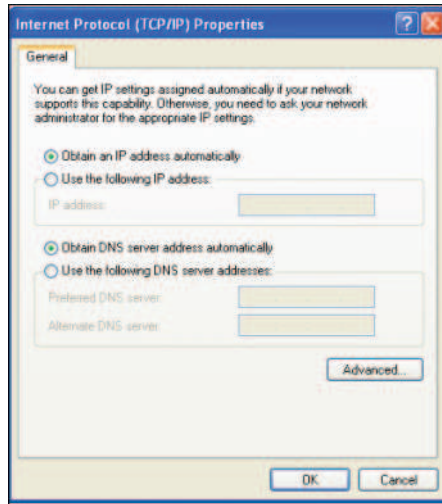 Internet Protocol (TCP/IP) Properties
General
You can get IP settings assigned automatically if your network
supports this capability. Otherwise, you need to ask your network
administrator for the appropriate IP settings.
Obtain an IP address automatically
Use the following IP address:
IP address:
Obtain DNS server address automatically
Use the following DNS server addresses:
Preferred DNS server:
Alternate DNS server:
Advanced...
OK
Cancel